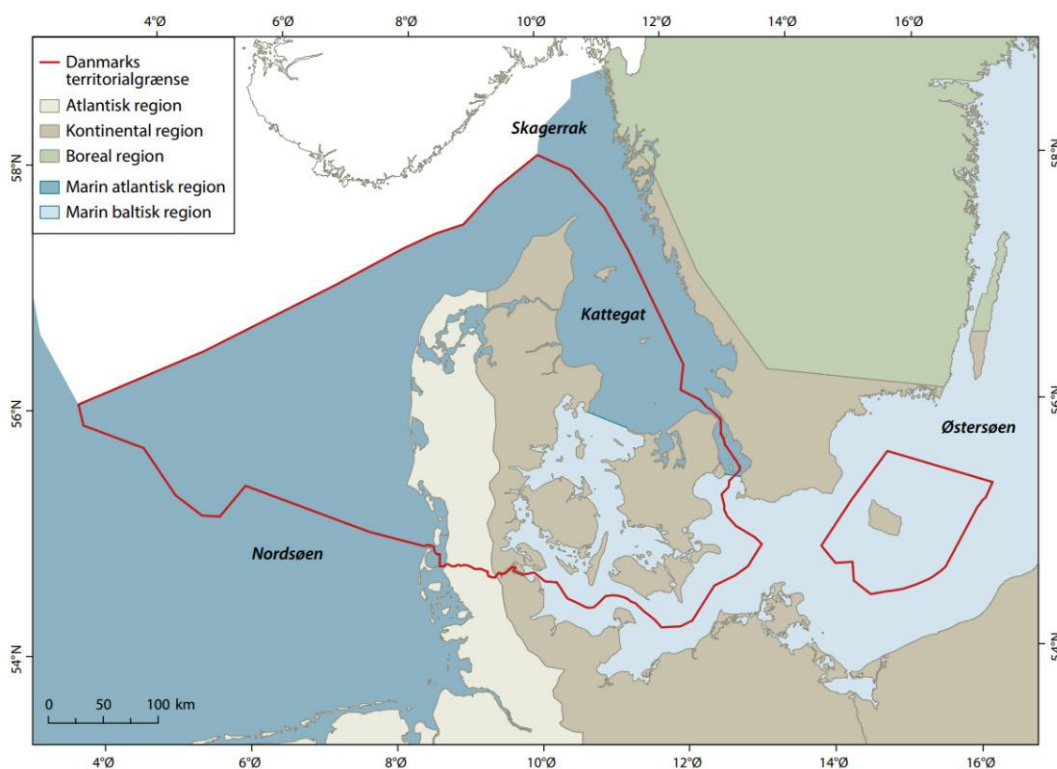 4°Ø 6°Ø 8°Ø 10°Ø 12°Ø 14°Ø 16°Ø
Danmarks
territorialgrænse
Atlantisk region
Kontinental region
Boreal region
Marin atlantisk region
Marin baltisk region
Skagerrak
58°N 58°N
Kattegat
56°N 56°N
Østersøen
Nordsøen
54°N 54°N
0 50 100 km
4°Ø 6°Ø 8°Ø 10°Ø 12°Ø 14°Ø 16°Ø